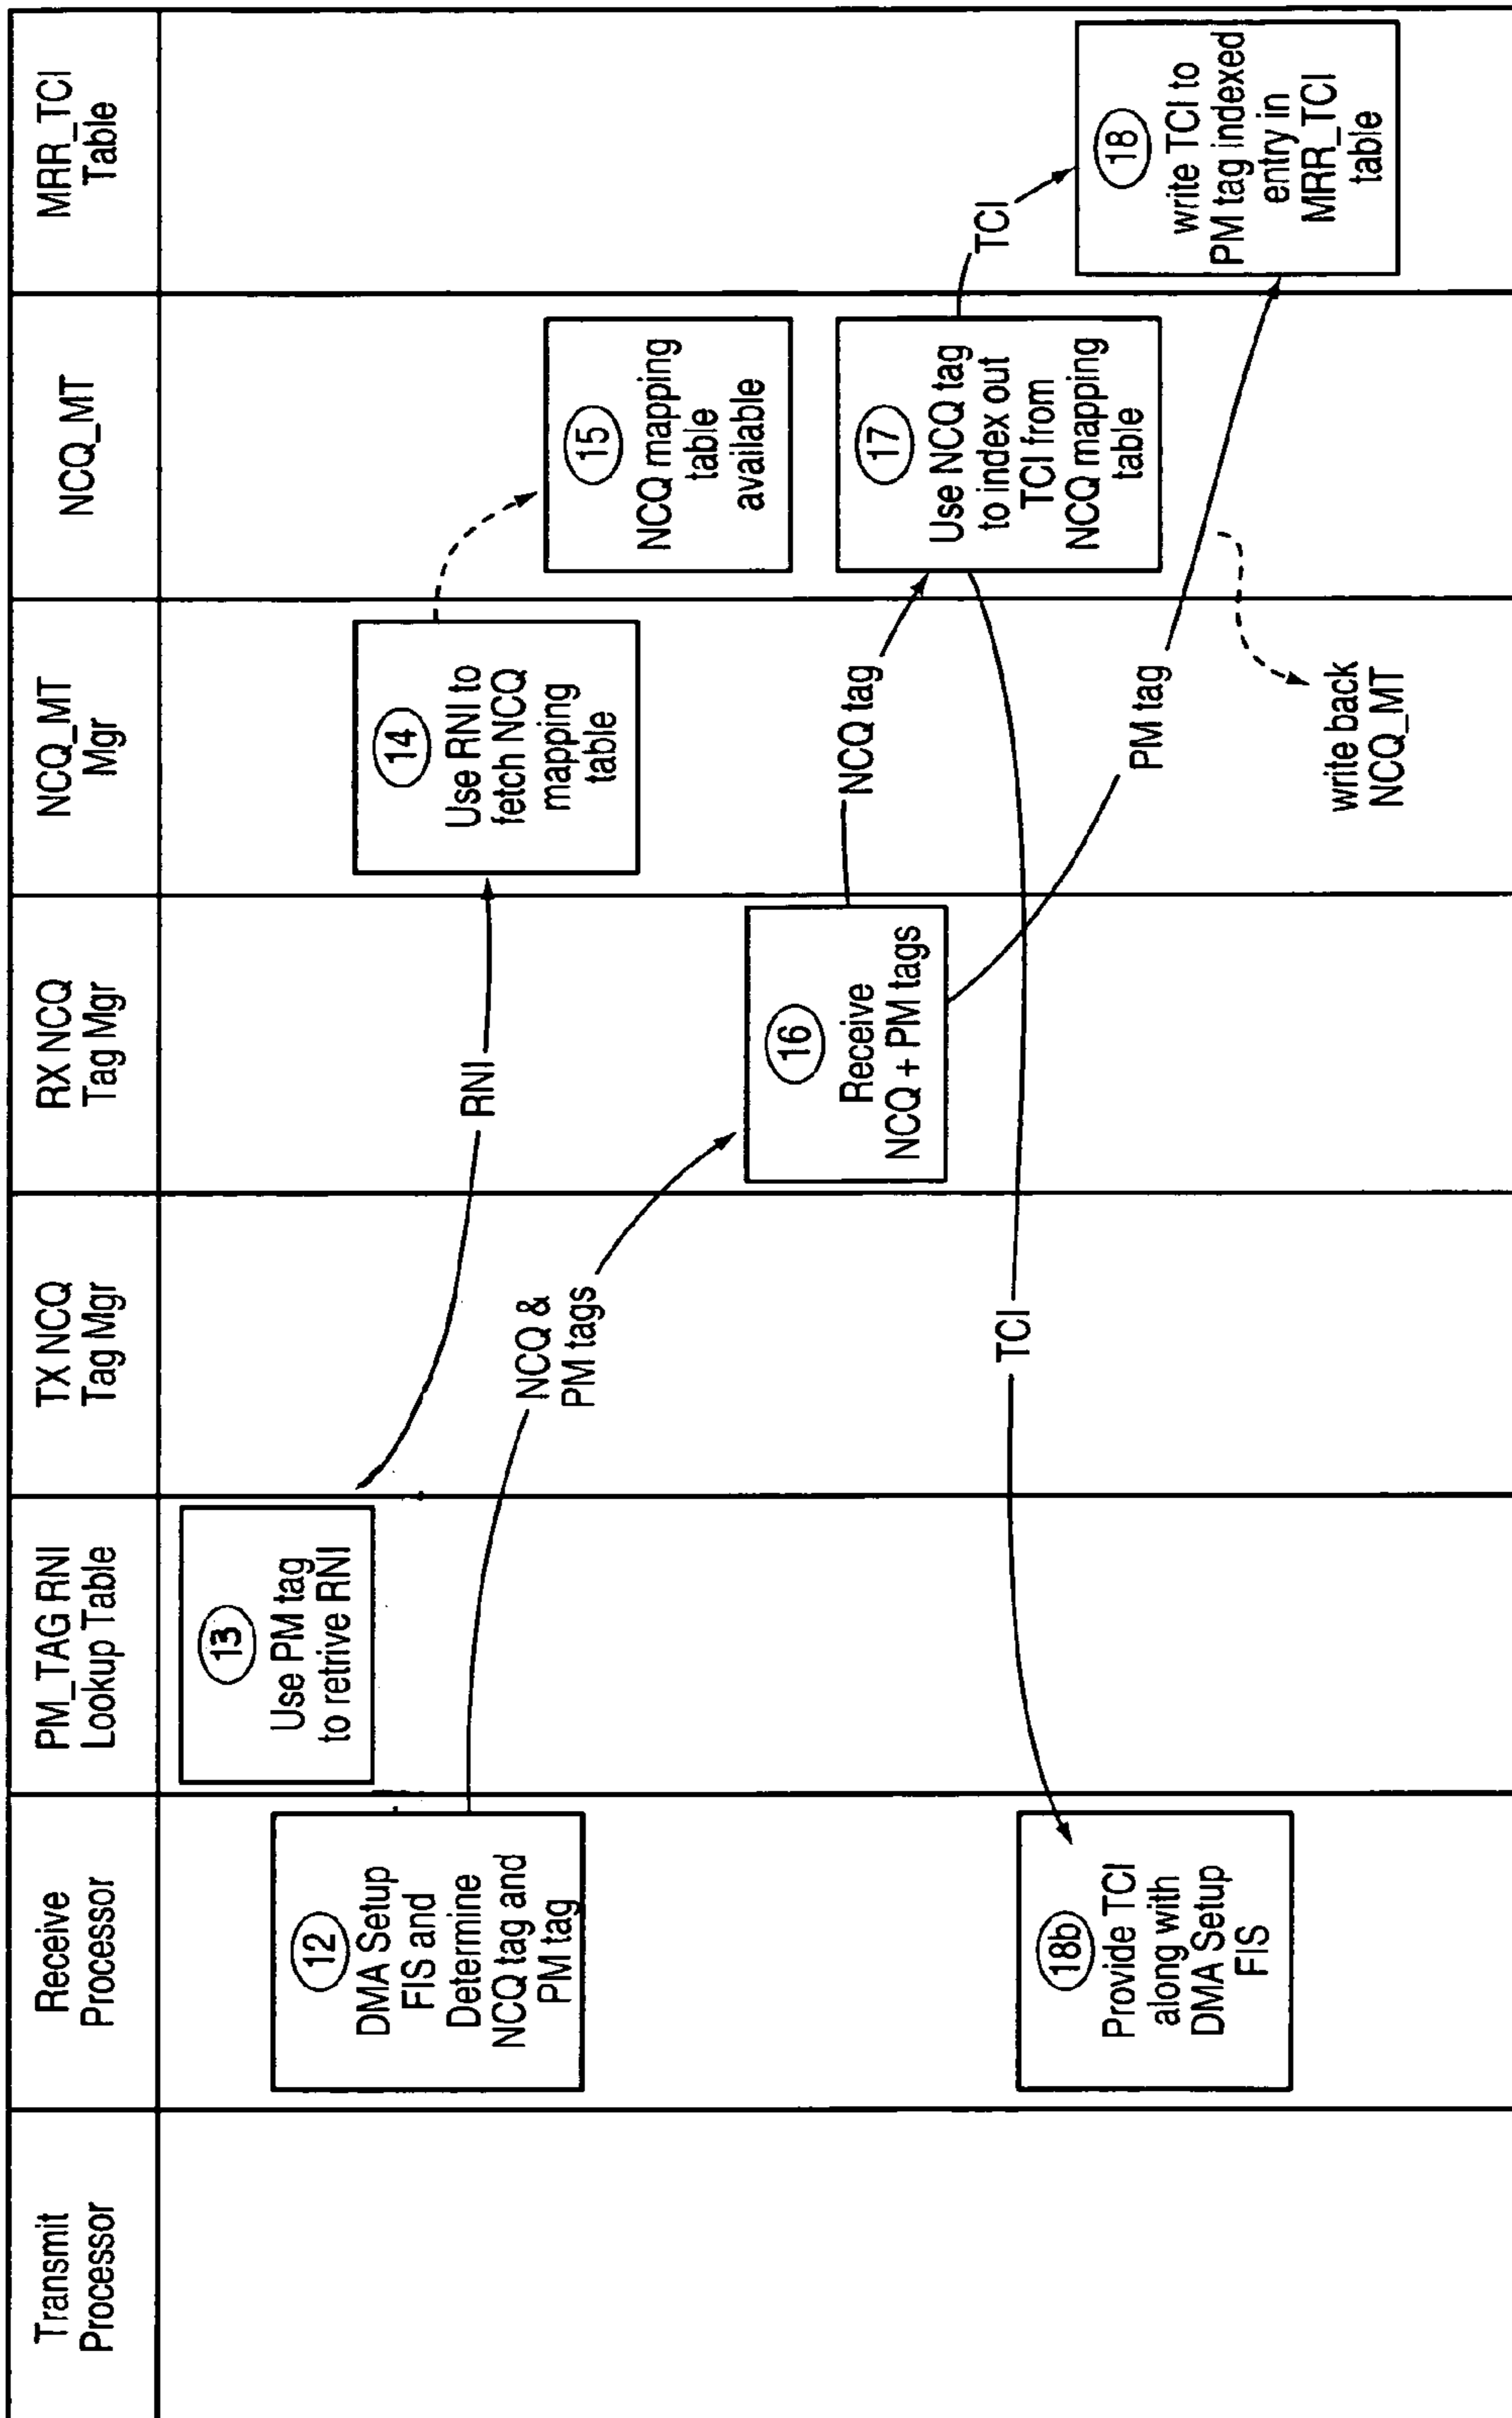 Transmit
Processor
Receive
Processor
PM_TAG RNI
Lookup Table
TX NCQ
Tag Mgr
RX NCQ
Tag Mgr
NCQ_MT
Mgr
NCQ_MT
MRR_TCI
Table
12
DMA Setup
FIS and
Determine
NCQ tag and
PM tag
13
Use PM tag
to retrive RNI
RNI
14
Use RNI to
fetch NCQ
mapping
table
15
NCQ mapping
table
available
NCQ &
PM tags
16
Receive
NCQ + PM tags
NCQ tag
17
Use NCQ tag
to index out
TCI from
NCQ mapping
table
TCI
18
write TCI to
PM tag indexed
entry in
MRR_TCI
table
PM tag
TCI
18b
Provide TCI
along with
DMA Setup
FIS
write back
NCQ_MT